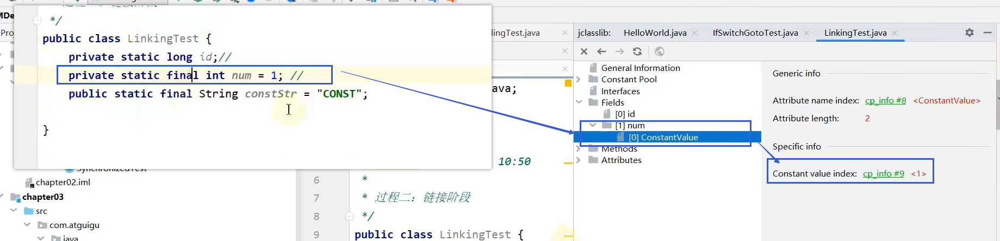 */
public class LinkingTest {
private static long id;//
private static final int num = 1; //
public static final String constStr = "CONST";
}
chapter02.iml
chapter03
src
com.atguigu
java
ingTest.java
ava;
10:50
6 *
7 * 过程二：链接阶段
8 */
9 public class LinkingTest {
jclasslib: HelloWorld.java IfSwitchGotoTest.java LinkingTest.java
General Information
Constant Pool
Interfaces
Fields
[0] id
[1] num
[0] ConstantValue
Methods
Attributes
Generic info
Attribute name index: cp_info #8 <ConstantValue>
Attribute length: 2
Specific info
Constant value index: cp_info #9 <1>